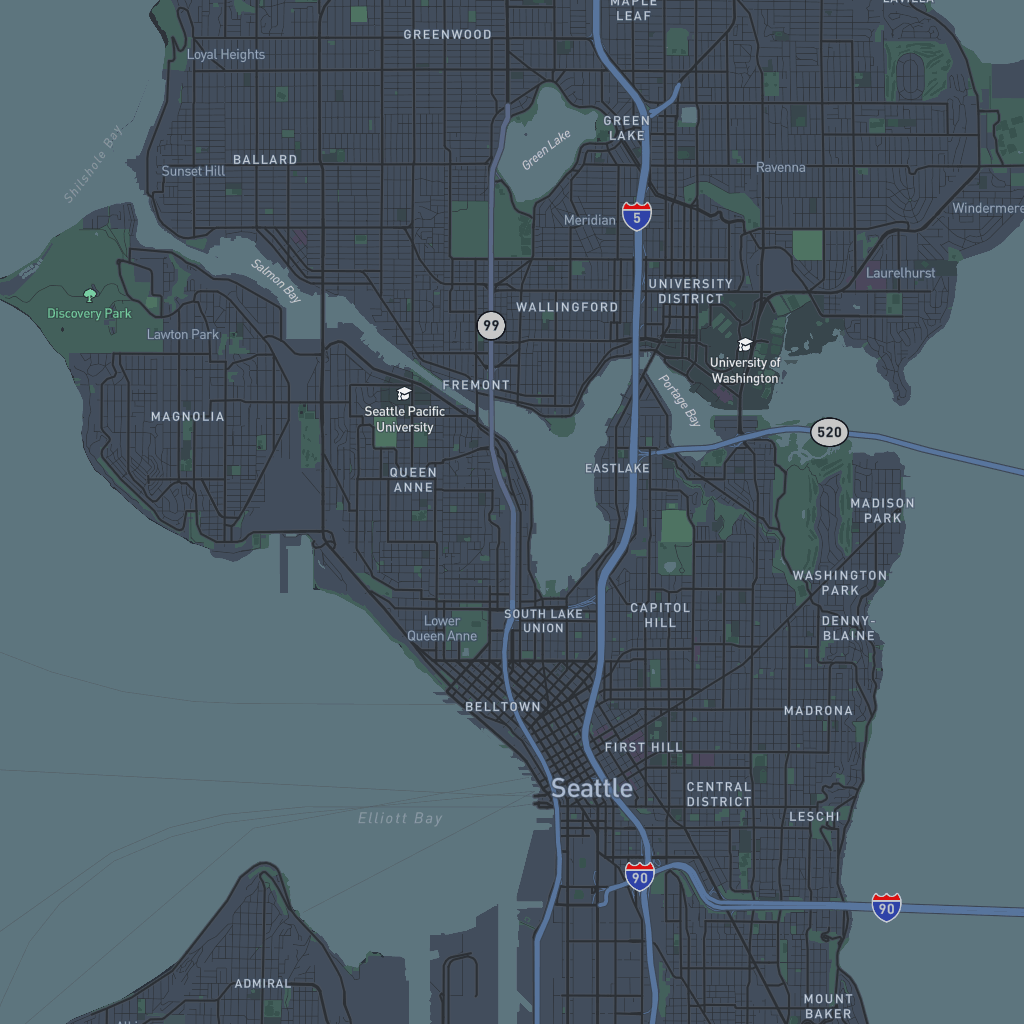 MAPLE
LEAF
GREENWOOD
Loyal Heights
GREEN
LAKE
Green Lake
Shilshole Bay
BALLARD
Sunset Hill
Ravenna
Windermere
Meridian
5
Laurelhurst
Salmon Bay
UNIVERSITY
DISTRICT
WALLINGFORD
Discovery Park
99
Lawton Park
University of
Washington
FREMONT
Portage Bay
Seattle Pacific
University
MAGNOLIA
520
EASTLAKE
QUEEN
ANNE
MADISON
PARK
WASHINGTON
PARK
CAPITOL
HILL
SOUTH LAKE
UNION
Lower
Queen Anne
DENNY-
BLAINE
BELLTOWN
MADRONA
FIRST HILL
Seattle
CENTRAL
DISTRICT
LESCHI
Elliott Bay
90
90
ADMIRAL
MOUNT
BAKER